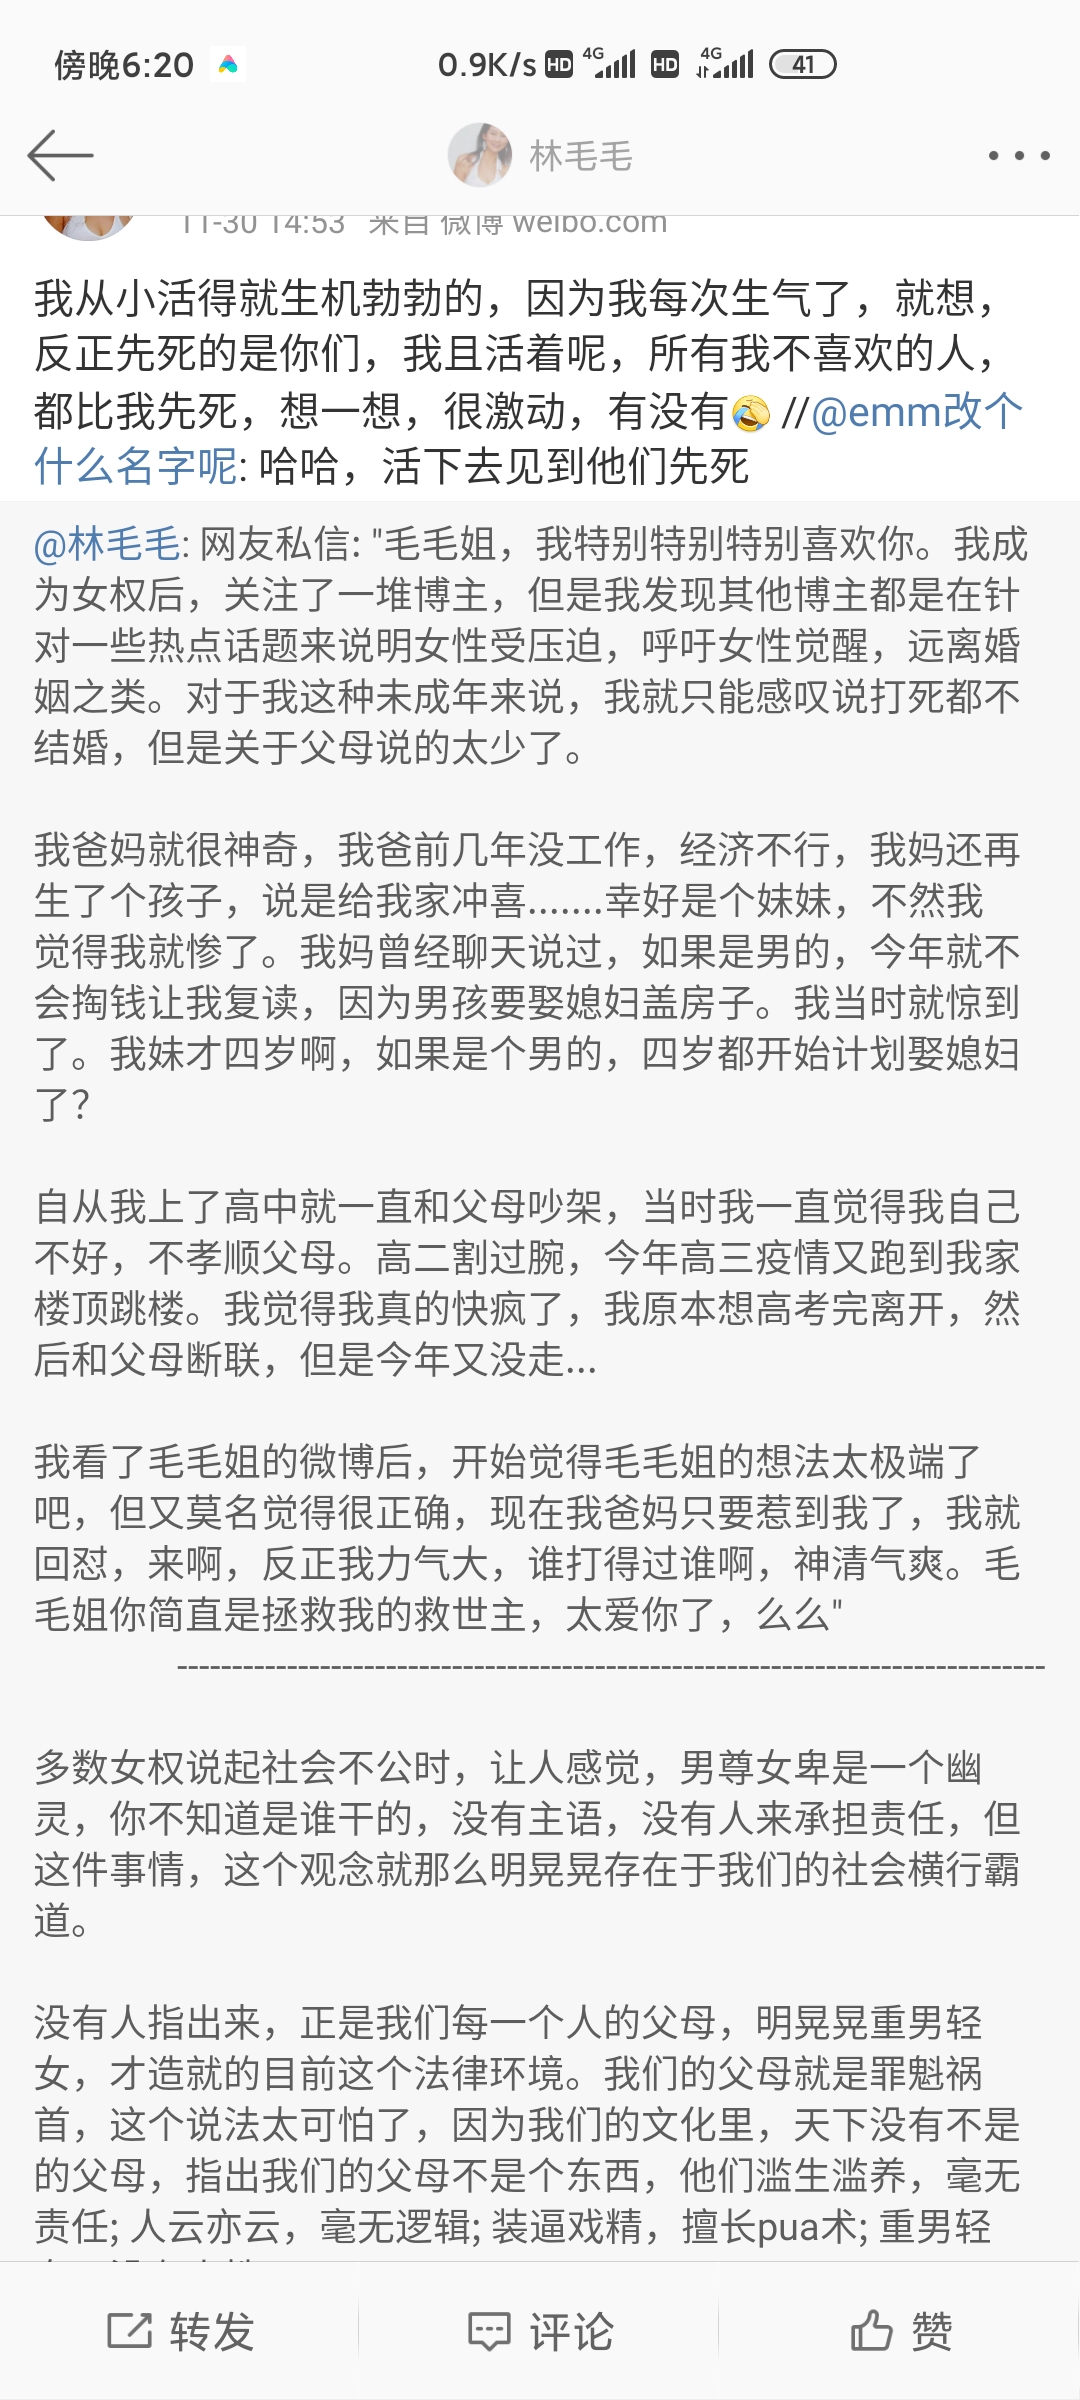 傍晚6:20 0.9K/s HD 4G HD 4G 41
林毛毛
11-30 14:53 来自 微博 weibo.com
我从小活得就生机勃勃的，因为我每次生气了，就想，
反正先死的是你们，我且活着呢，所有我不喜欢的人，
都比我先死，想一想，很激动，有没有🤣 //@emm改个
什么名字呢: 哈哈，活下去见到他们先死
@林毛毛: 网友私信: "毛毛姐，我特别特别特别喜欢你。我成
为女权后，关注了一堆博主，但是我发现其他博主都是在针
对一些热点话题来说明女性受压迫，呼吁女性觉醒，远离婚
姻之类。对于我这种未成年来说，我就只能感叹说打死都不
结婚，但是关于父母说的太少了。
我爸妈就很神奇，我爸前几年没工作，经济不行，我妈还再
生了个孩子，说是给我家冲喜.......幸好是个妹妹，不然我
觉得我就惨了。我妈曾经聊天说过，如果是男的，今年就不
会掏钱让我复读，因为男孩要娶媳妇盖房子。我当时就惊到
了。我妹才四岁啊，如果是个男的，四岁都开始计划娶媳妇
了?
自从我上了高中就一直和父母吵架，当时我一直觉得我自己
不好，不孝顺父母。高二割过腕，今年高三疫情又跑到我家
楼顶跳楼。我觉得我真的快疯了，我原本想高考完离开，然
后和父母断联，但是今年又没走...
我看了毛毛姐的微博后，开始觉得毛毛姐的想法太极端了
吧，但又莫名觉得很正确，现在我爸妈只要惹到我了，我就
回怼，来啊，反正我力气大，谁打得过谁啊，神清气爽。毛
毛姐你简直是拯救我的救世主，太爱你了，么么"
-------------------------------------------------------------------------------
多数女权说起社会不公时，让人感觉，男尊女卑是一个幽
灵，你不知道是谁干的，没有主语，没有人来承担责任，但
这件事情，这个观念就那么明晃晃存在于我们的社会横行霸
道。
没有人指出来，正是我们每一个人的父母，明晃晃重男轻
女，才造就的目前这个法律环境。我们的父母就是罪魁祸
首，这个说法太可怕了，因为我们的文化里，天下没有不是
的父母，指出我们的父母不是个东西，他们滥生滥养，毫无
责任; 人云亦云，毫无逻辑; 装逼戏精，擅长pua术; 重男轻
转发 评论 赞